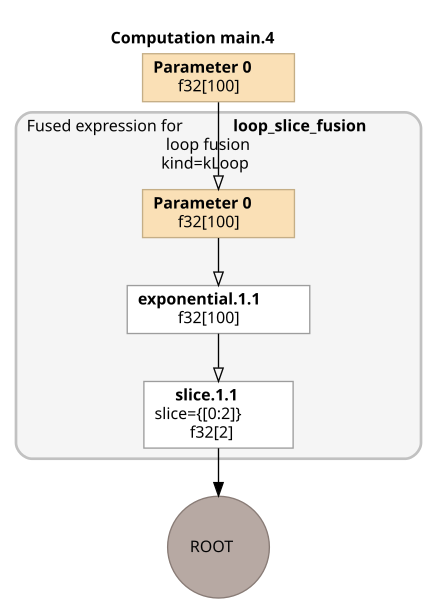 Computation main.4
Parameter 0
f32[100]
Fused expression for loop_slice_fusion
loop fusion
kind=kLoop
Parameter 0
f32[100]
exponential.1.1
f32[100]
slice.1.1
slice={[0:2]}
f32[2]
ROOT